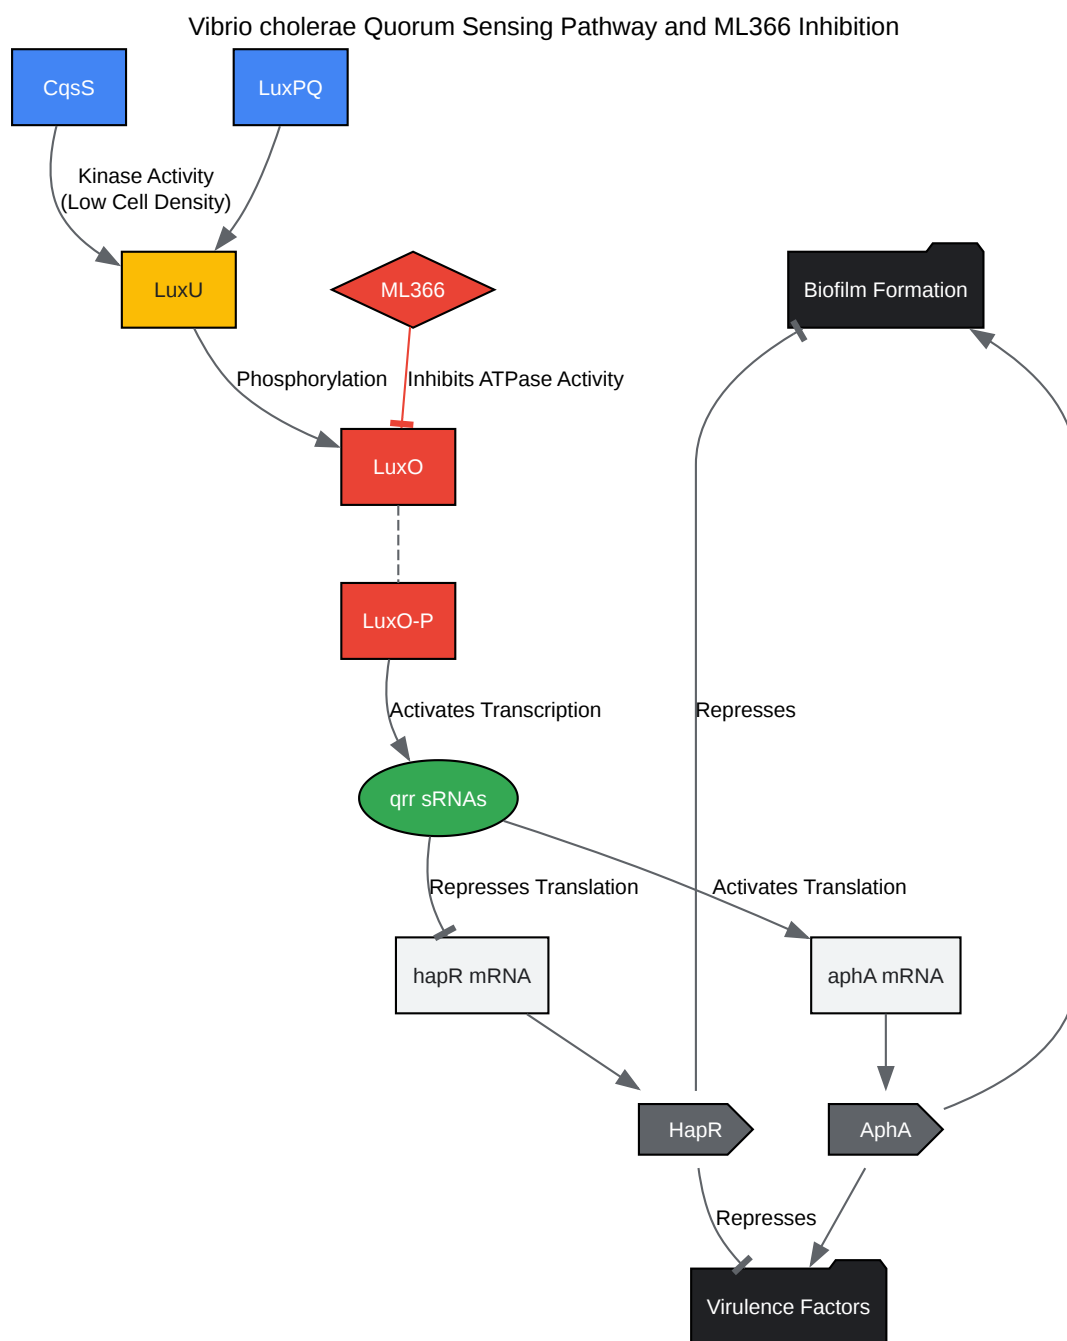 Vibrio cholerae Quorum Sensing Pathway and ML366 Inhibition
CqsS
LuxPQ
Kinase Activity
(Low Cell Density)
LuxU
ML366
Biofilm Formation
Phosphorylation
Inhibits ATPase Activity
LuxO
LuxO-P
Activates Transcription
Represses
qrr sRNAs
Represses Translation
Activates Translation
hapR mRNA
aphA mRNA
HapR
AphA
Represses
Virulence Factors